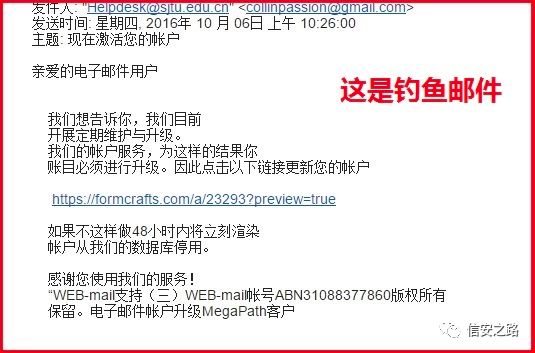 发件人: "Helpdesk@sjtu.edu.cn" <collinpassion@gmail.com>
发送时间: 星期四, 2016年 10 月 06日 上午 10:26:00
主题: 现在激活您的帐户
亲爱的电子邮件用户
这是钓鱼邮件
我们想告诉你，我们目前
开展定期维护与升级。
我们的帐户服务，为这样的结果你
账目必须进行升级。因此点击以下链接更新您的帐户
https://formcrafts.com/a/23293?preview=true
如果不这样做48小时内将立刻渲染
帐户从我们的数据库停用。
感谢您使用我们的服务！
“WEB-mail支持（三）WEB-mail帐号ABN31088377860版权所有
保留。电子邮件帐户升级MegaPath客户
信安之路